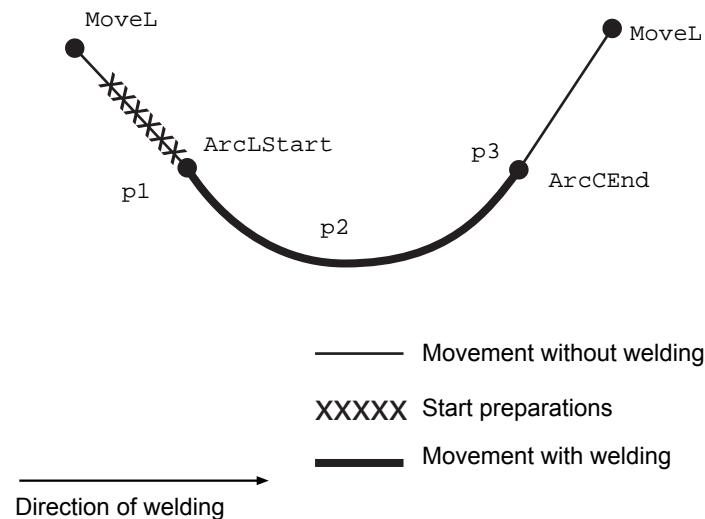 MoveL
MoveL
ArcLStart
p3
ArcCEnd
p1
p2
Movement without welding
XXXXX Start preparations
Movement with welding
Direction of welding